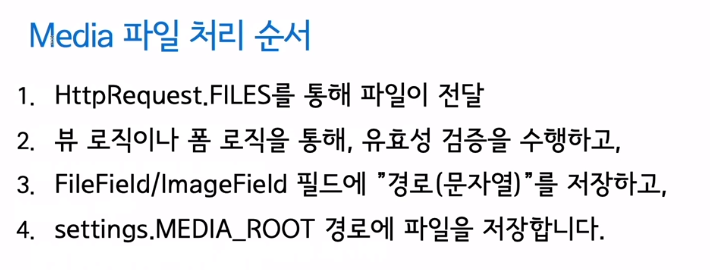 Media 파일 처리 순서
1. HttpRequest.FILES를 통해 파일이 전달
2. 뷰 로직이나 폼 로직을 통해, 유효성 검증을 수행하고,
3. FileField/ImageField 필드에 ”경로(문자열)”를 저장하고,
4. settings.MEDIA_ROOT 경로에 파일을 저장합니다.